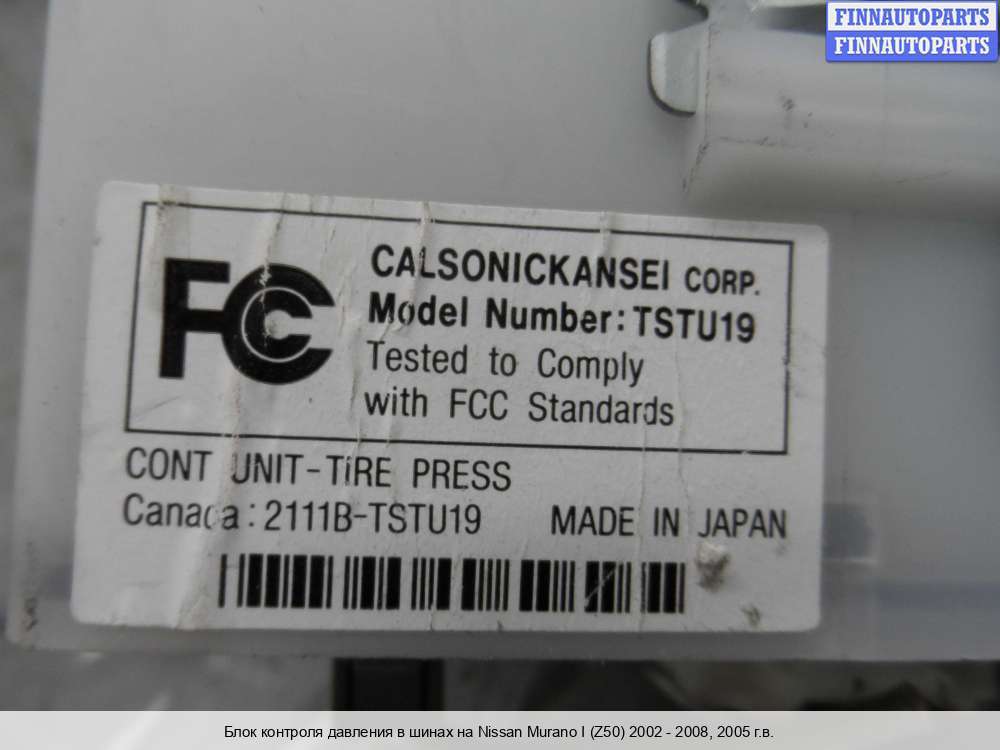 FINNAUTOPARTS
FINNAUTOPARTS
FC
CALSONICKANSEI CORP.
Model Number: TSTU19
Tested to Comply
with FCC Standards
CONT UNIT-TIRE PRESS
Canada: 2111B-TSTU19 MADE IN JAPAN
Блок контроля давления в шинах на Nissan Murano I (Z50) 2002 - 2008, 2005 г.в.